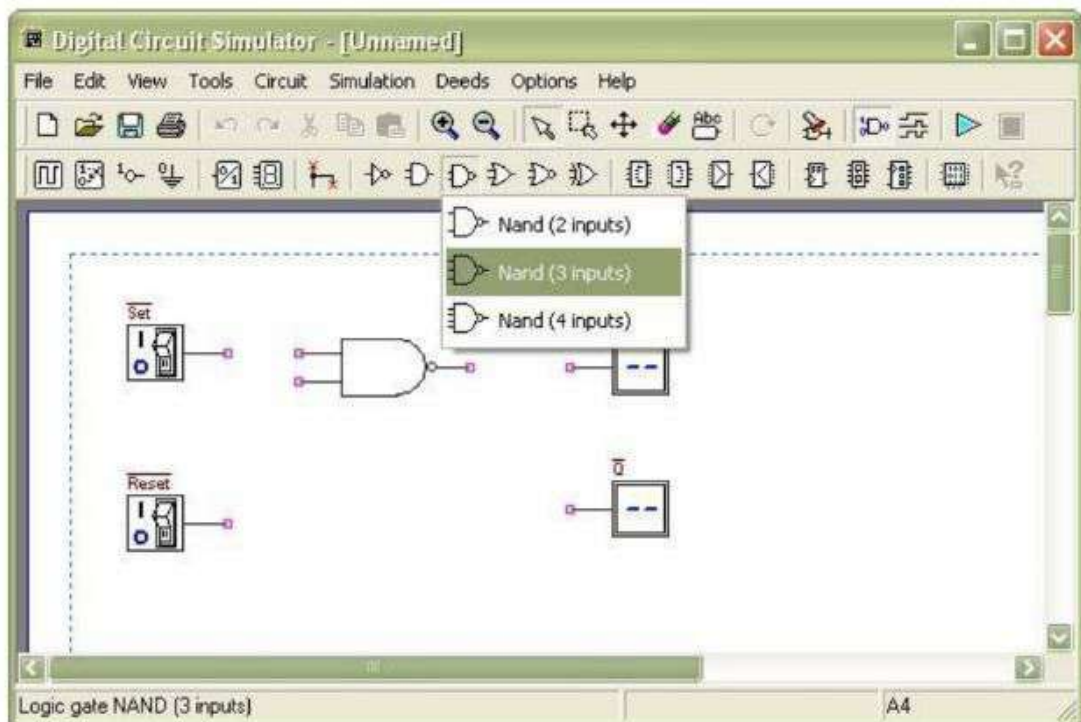 Digital Circuit Simulator - [Unnamed]
File Edit View Tools Circuit Simulation Deeds Options Help
Abc
Nand (2 inputs)
Nand (3 inputs)
Nand (4 inputs)
Set
Reset
Q
Logic gate NAND (3 inputs) A4